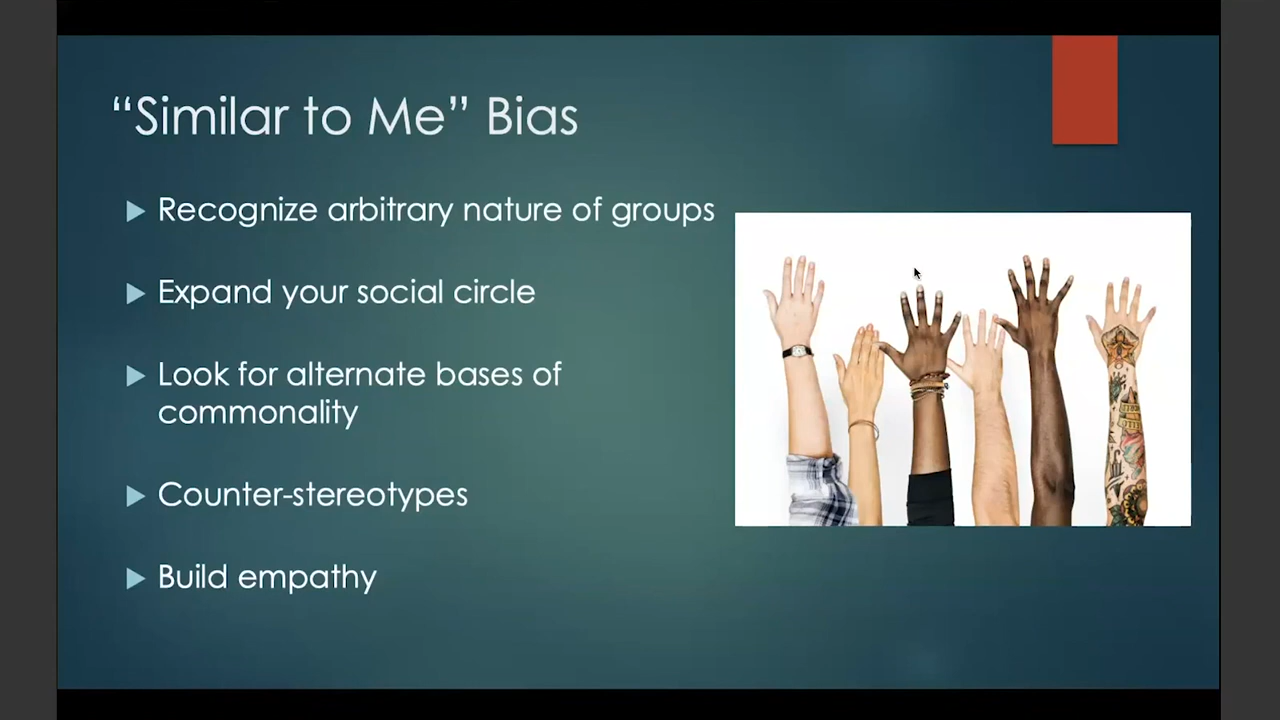 “Similar to Me” Bias
Recognize arbitrary nature of groups
Expand your social circle
Look for alternate bases of
commonality
Counter-stereotypes
Build empathy